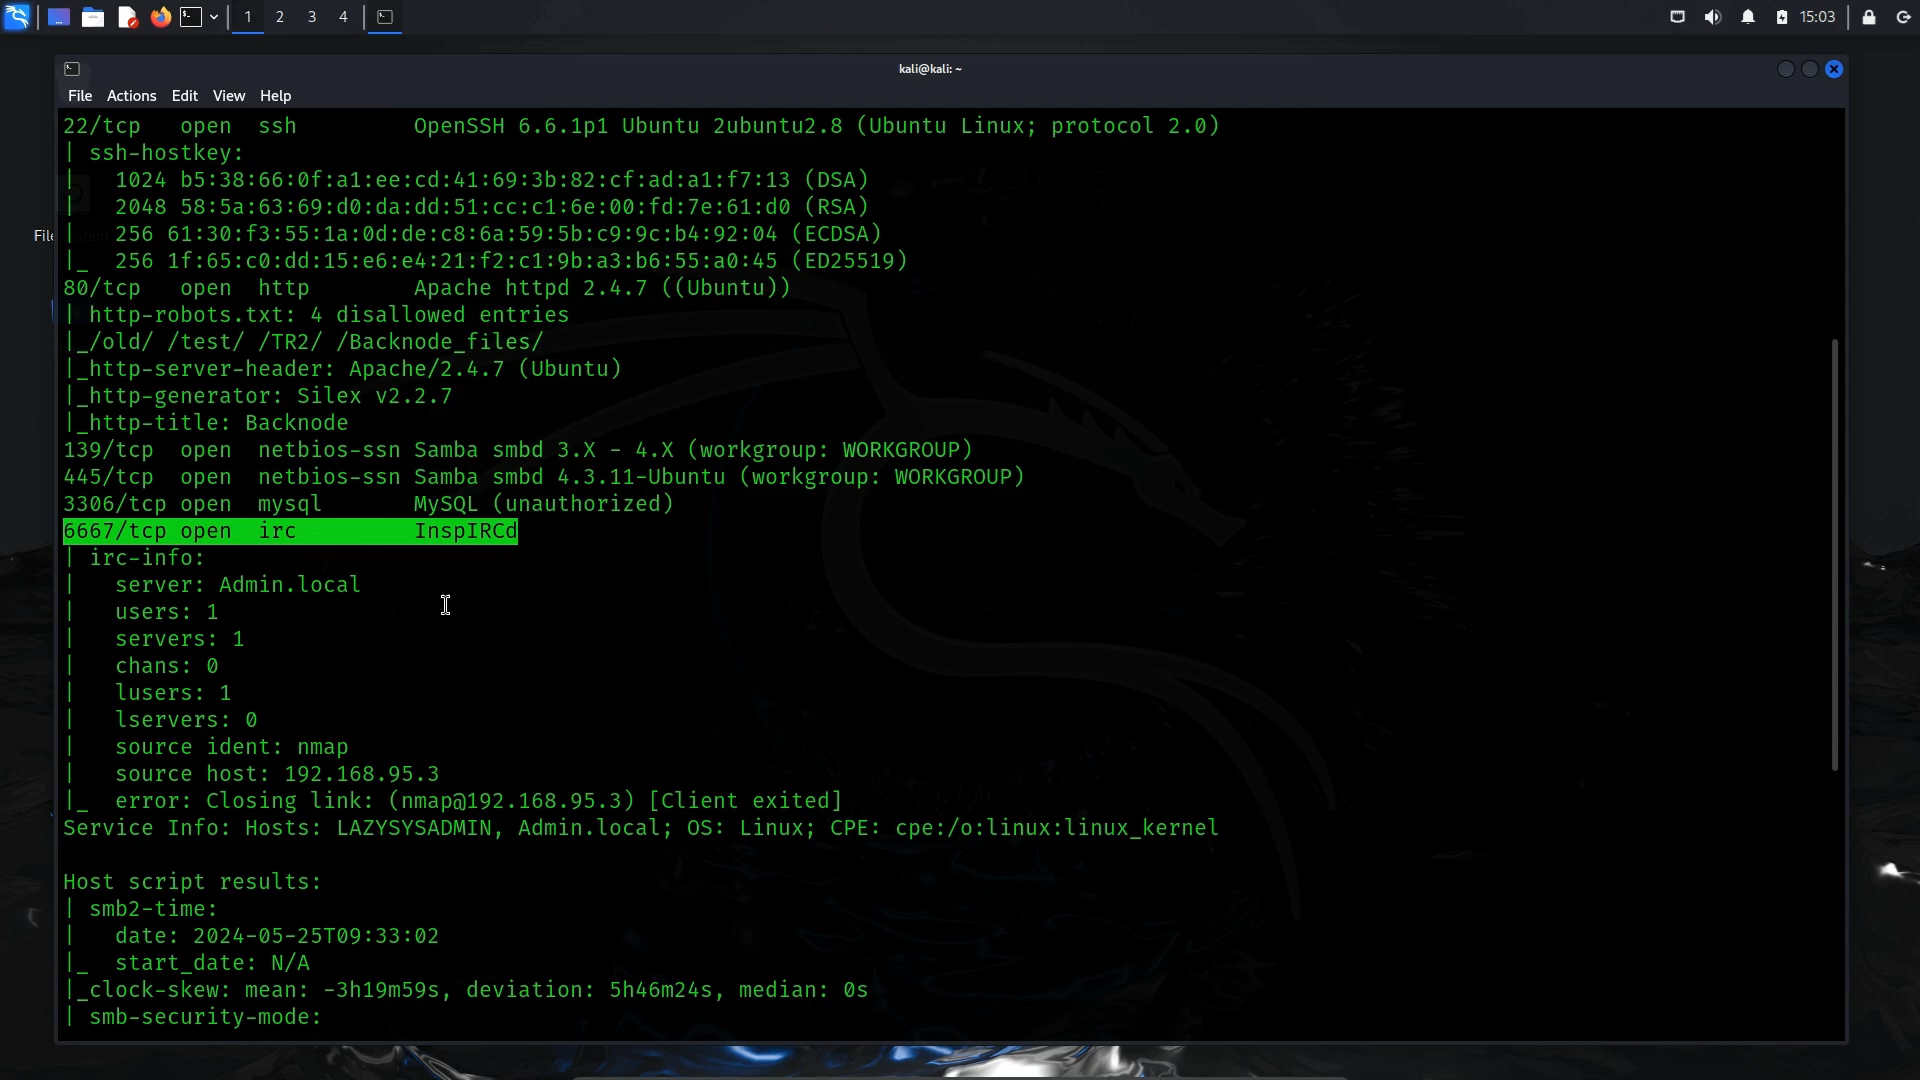 1 2 3 4 15:03
kali@kali: ~
File Actions Edit View Help
22/tcp   open  ssh         OpenSSH 6.6.1p1 Ubuntu 2ubuntu2.8 (Ubuntu Linux; protocol 2.0)
| ssh-hostkey:
|   1024 b5:38:66:0f:a1:ee:cd:41:69:3b:82:cf:ad:a1:f7:13 (DSA)
|   2048 58:5a:63:69:d0:da:dd:51:cc:c1:6e:00:fd:7e:61:d0 (RSA)
|   256 61:30:f3:55:1a:0d:de:c8:6a:59:5b:c9:9c:b4:92:04 (ECDSA)
|_  256 1f:65:c0:dd:15:e6:e4:21:f2:c1:9b:a3:b6:55:a0:45 (ED25519)
80/tcp   open  http        Apache httpd 2.4.7 ((Ubuntu))
| http-robots.txt: 4 disallowed entries
|_/old/ /test/ /TR2/ /Backnode_files/
|_http-server-header: Apache/2.4.7 (Ubuntu)
|_http-generator: Silex v2.2.7
|_http-title: Backnode
139/tcp  open  netbios-ssn Samba smbd 3.X - 4.X (workgroup: WORKGROUP)
445/tcp  open  netbios-ssn Samba smbd 4.3.11-Ubuntu (workgroup: WORKGROUP)
3306/tcp open  mysql       MySQL (unauthorized)
6667/tcp open  irc         InspIRCd
| irc-info:
|   server: Admin.local
|   users: 1
|   servers: 1
|   chans: 0
|   lusers: 1
|   lservers: 0
|   source ident: nmap
|   source host: 192.168.95.3
|_  error: Closing link: (nmap@192.168.95.3) [Client exited]
Service Info: Hosts: LAZYSYSADMIN, Admin.local; OS: Linux; CPE: cpe:/o:linux:linux_kernel
Host script results:
| smb2-time:
|   date: 2024-05-25T09:33:02
|_  start_date: N/A
|_clock-skew: mean: -3h19m59s, deviation: 5h46m24s, median: 0s
| smb-security-mode: